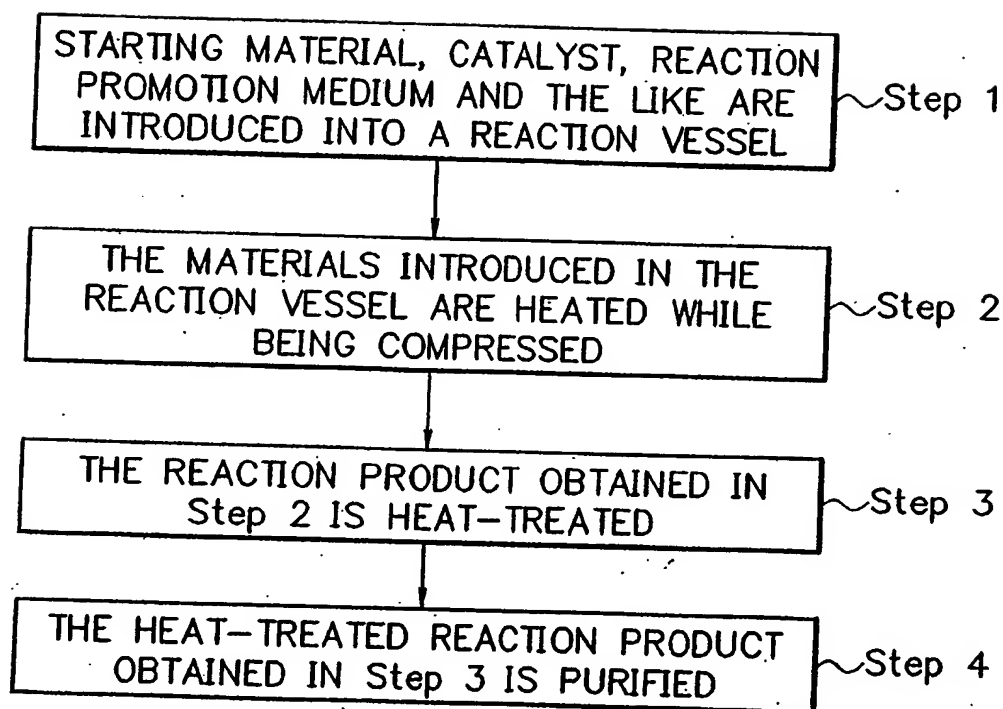 STARTING MATERIAL, CATALYST, REACTION
PROMOTION MEDIUM AND THE LIKE ARE
INTRODUCED INTO A REACTION VESSEL
Step 1
THE MATERIALS INTRODUCED IN THE
REACTION VESSEL ARE HEATED WHILE
BEING COMPRESSED
Step 2
THE REACTION PRODUCT OBTAINED IN
Step 2 IS HEAT-TREATED
Step 3
THE HEAT-TREATED REACTION PRODUCT
OBTAINED IN Step 3 IS PURIFIED
Step 4